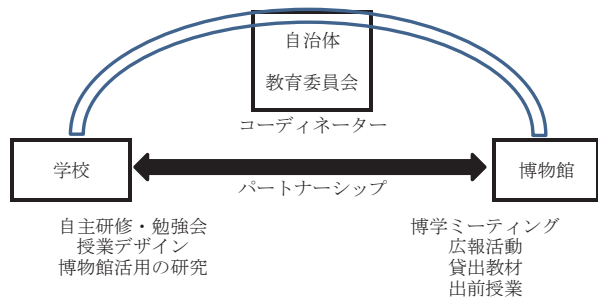 自治体
教育委員会
コーディネーター
学校
博物館
パートナーシップ
自主研修・勉強会
授業デザイン
博物館活用の研究
博学ミーティング
広報活動
貸出教材
出前授業